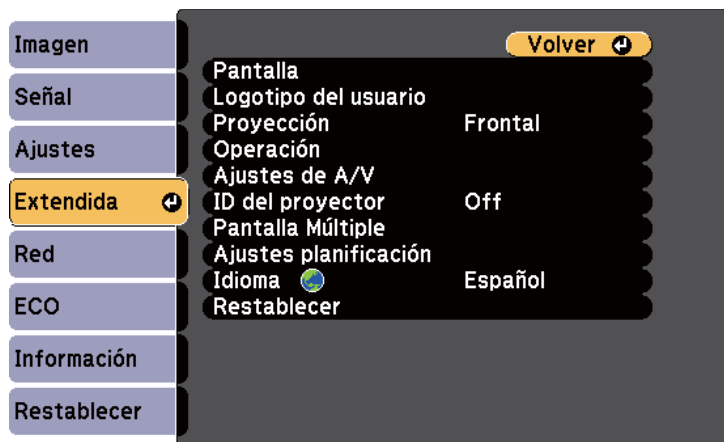 Imagen
Señal
Ajustes
Extendida
Red
ECO
Información
Restablecer
Volver
Pantalla
Logotipo del usuario
Proyección Frontal
Operación
Ajustes de A/V
ID del proyector Off
Pantalla Múltiple
Ajustes planificación
Idioma Español
Restablecer